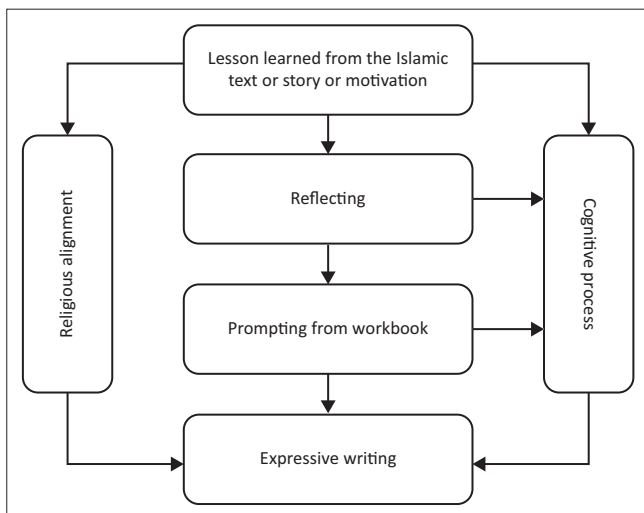 Lesson learned from the Islamic
text or story or motivation
Religious alignment
Reflecting
Cognitive process
Prompting from workbook
Expressive writing